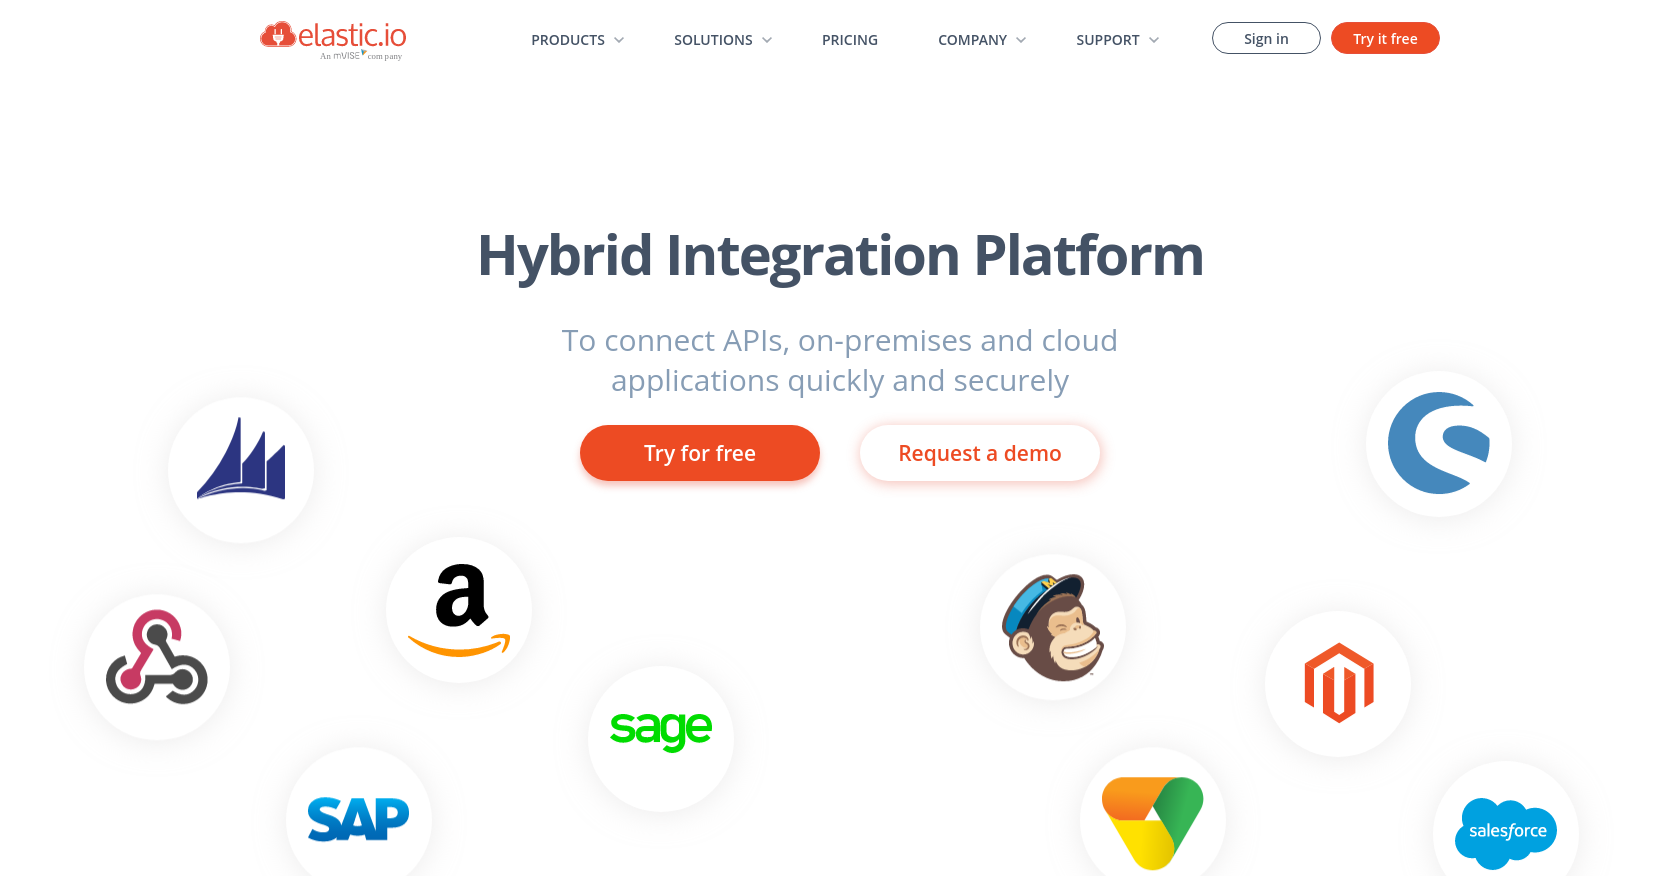 elastic.io
An mVISE company
PRODUCTS
SOLUTIONS
PRICING
COMPANY
SUPPORT
Sign in
Try it free
Hybrid Integration Platform
To connect APIs, on-premises and cloud
applications quickly and securely
Try for free
Request a demo
a
sage
SAP
salesforce